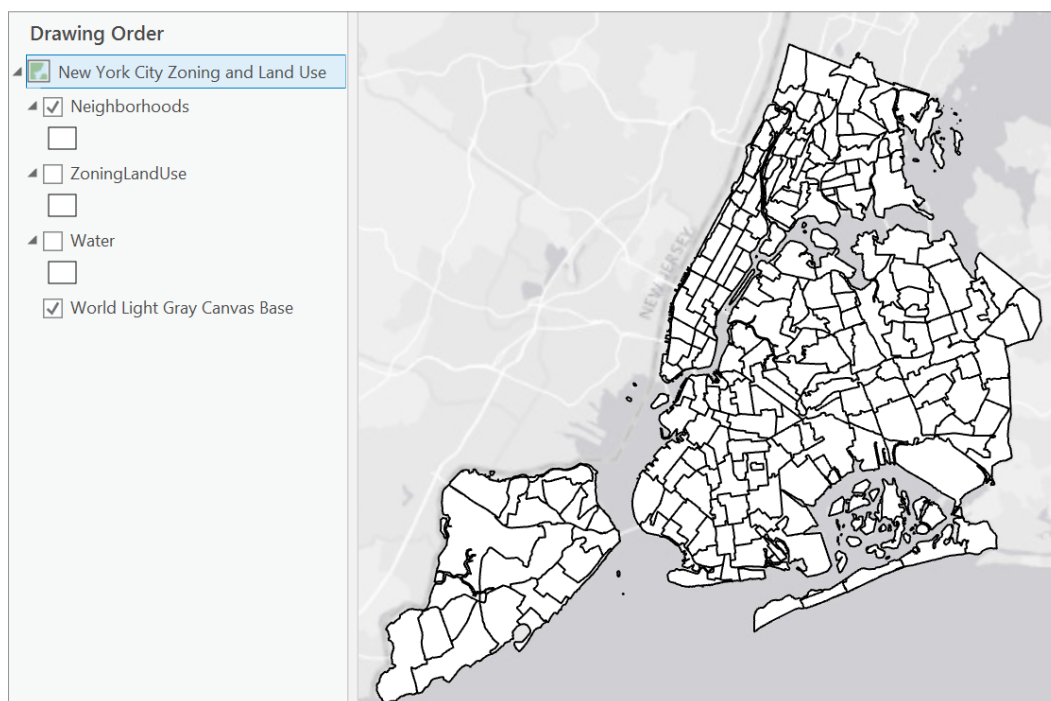 Drawing Order
New York City Zoning and Land Use
Neighborhoods
ZoningLandUse
Water
World Light Gray Canvas Base
NEW JERSEY